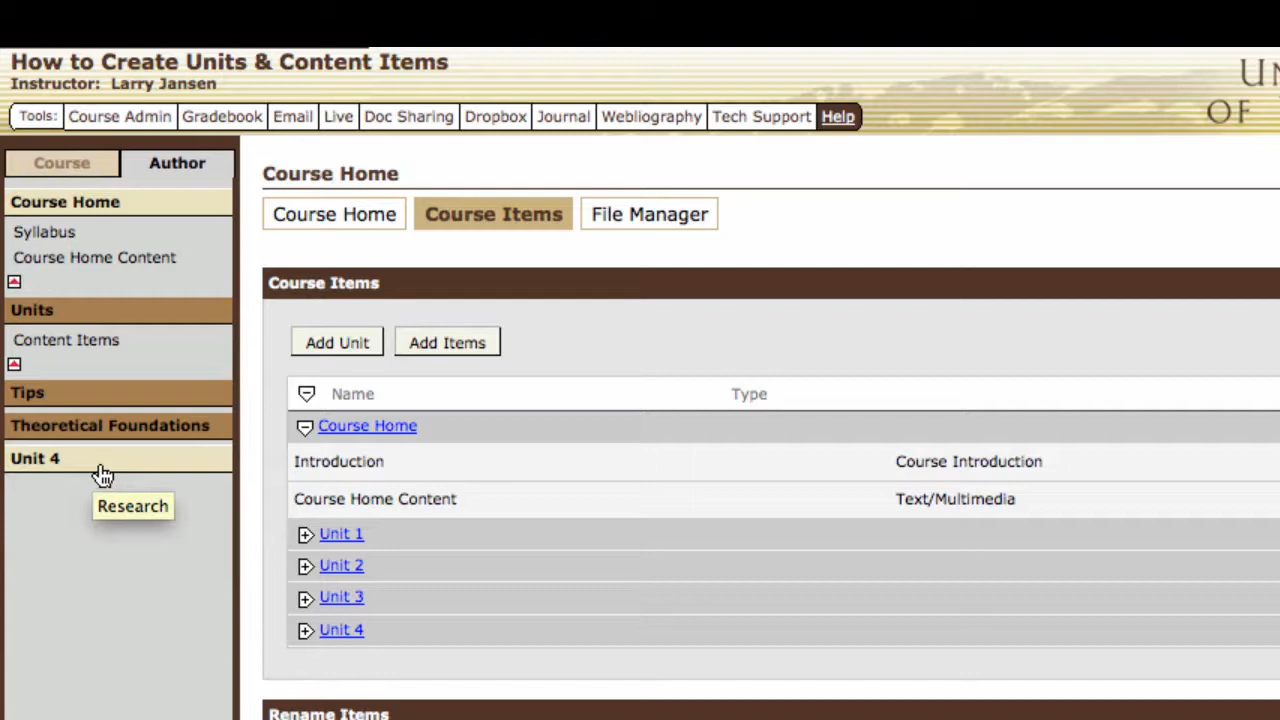 How to Create Units & Content Items
Instructor: Larry Jansen
OF
Tools: Course Admin Gradebook Email Live Doc Sharing Dropbox Journal Webliography Tech Support Help
Course Author
Course Home
Syllabus
Course Home Content
Units
Content Items
Tips
Theoretical Foundations
Unit 4
Research
Course Home
Course Home Course Items File Manager
Course Items
Add Unit Add Items
Name Type
Course Home
Introduction Course Introduction
Course Home Content Text/Multimedia
Unit 1
Unit 2
Unit 3
Unit 4
Rename Items